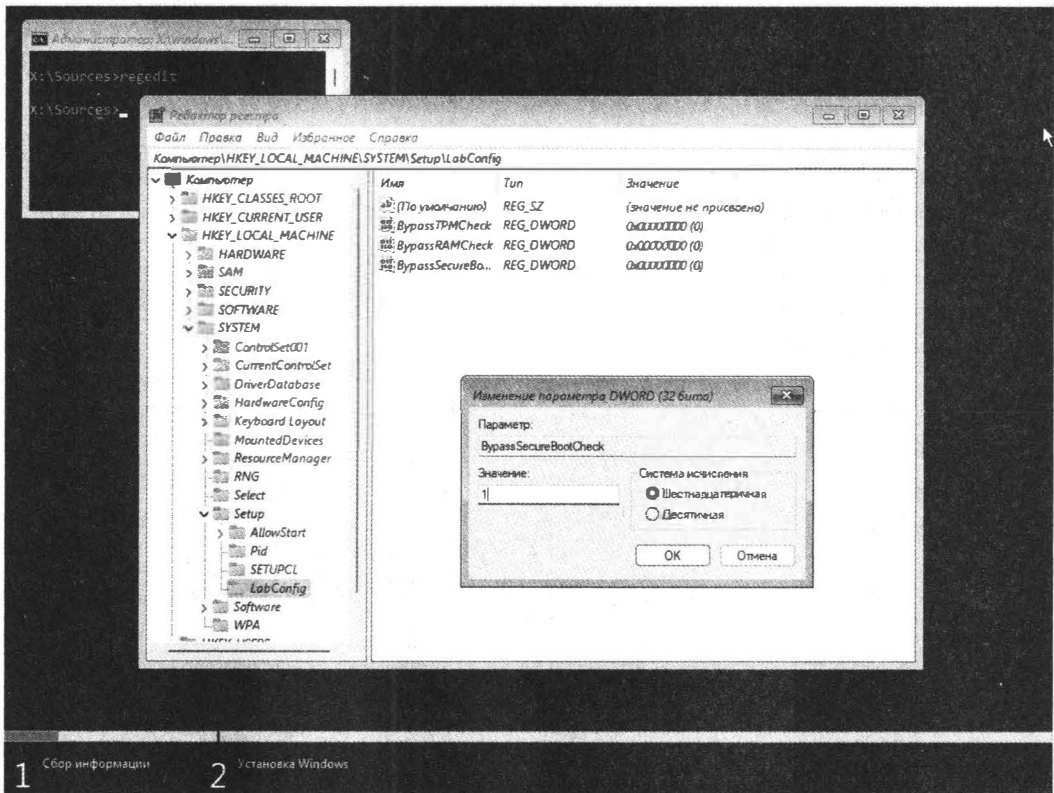 Администратор: X:\windows\...
X:\Sources>regedit
X:\Sources>
Редактор реестра
Файл Правка Вид Избранное Справка
Компьютер\HKEY_LOCAL_MACHINE\SYSTEM\Setup\LabConfig
Компьютер
HKEY_CLASSES_ROOT
HKEY_CURRENT_USER
HKEY_LOCAL_MACHINE
HARDWARE
SAM
SECURITY
SOFTWARE
SYSTEM
ControlSet001
CurrentControlSet
DriverDatabase
HardwareConfig
Keyboard Layout
MountedDevices
ResourceManager
RNG
Select
Setup
AllowStart
Pid
SETUPCL
LabConfig
Software
WPA
HKEY_USERS
Имя Тип Значение
(По умолчанию) REG_SZ (значение не присвоено)
BypassTPMCheck REG_DWORD 0x00000000 (0)
BypassRAMCheck REG_DWORD 0x00000000 (0)
BypassSecureBo... REG_DWORD 0x00000000 (0)
Изменение параметра DWORD (32 бита)
Параметр:
BypassSecureBootCheck
Значение:
1
Система исчисления
Шестнадцатеричная
Десятичная
OK Отмена
1 Сбор информации
2 Установка Windows